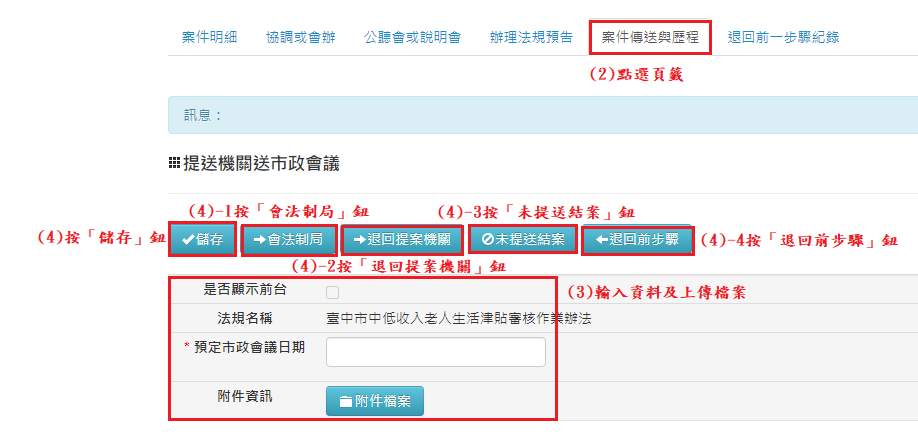 案件明細 協調或會辦 公聽會或說明會 辦理法規預告 案件傳送與歷程 退回前一步驟紀錄
(2)點選頁籤
訊息：
提送機關送市政會議
(4)-1按「會法制局」鈕 (4)-3按「未提送結案」鈕
(4)按「儲存」鈕 儲存 會法制局 退回提案機關 未提送結案 退回前步驟 (4)-4按「退回前步驟」鈕
(4)-2按「退回提案機關」鈕
是否顯示前台 (3)輸入資料及上傳檔案
法規名稱 臺中市中低收入老人生活津貼審核作業辦法
* 預定市政會議日期
附件資訊 附件檔案